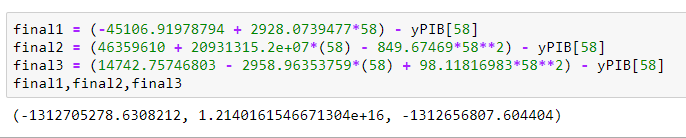 final1 = (-45106.91978794 + 2928.0739477*58) - yPIB[58]
final2 = (46359610 + 20931315.2e+07*(58) - 849.67469*58**2) - yPIB[58]
final3 = (14742.75746803 - 2958.96353759*(58) + 98.11816983*58**2) - yPIB[58]
final1,final2,final3
(-1312705278.6308212, 1.2140161546671304e+16, -1312656807.604404)